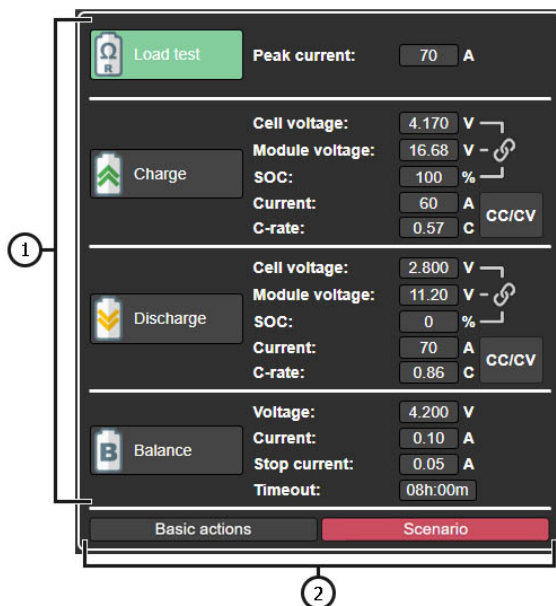 Ω
R
Load test
Peak current: 70 A
Cell voltage: 4.170 V
Module voltage: 16.68 V
Charge
SOC: 100 %
Current: 60 A
CC/CV
C-rate: 0.57 C
1
Cell voltage: 2.800 V
Module voltage: 11.20 V
Discharge
SOC: 0 %
Current: 70 A
CC/CV
C-rate: 0.86 C
Voltage: 4.200 V
Current: 0.10 A
B
Balance
Stop current: 0.05 A
Timeout: 08h:00m
Basic actions Scenario
2